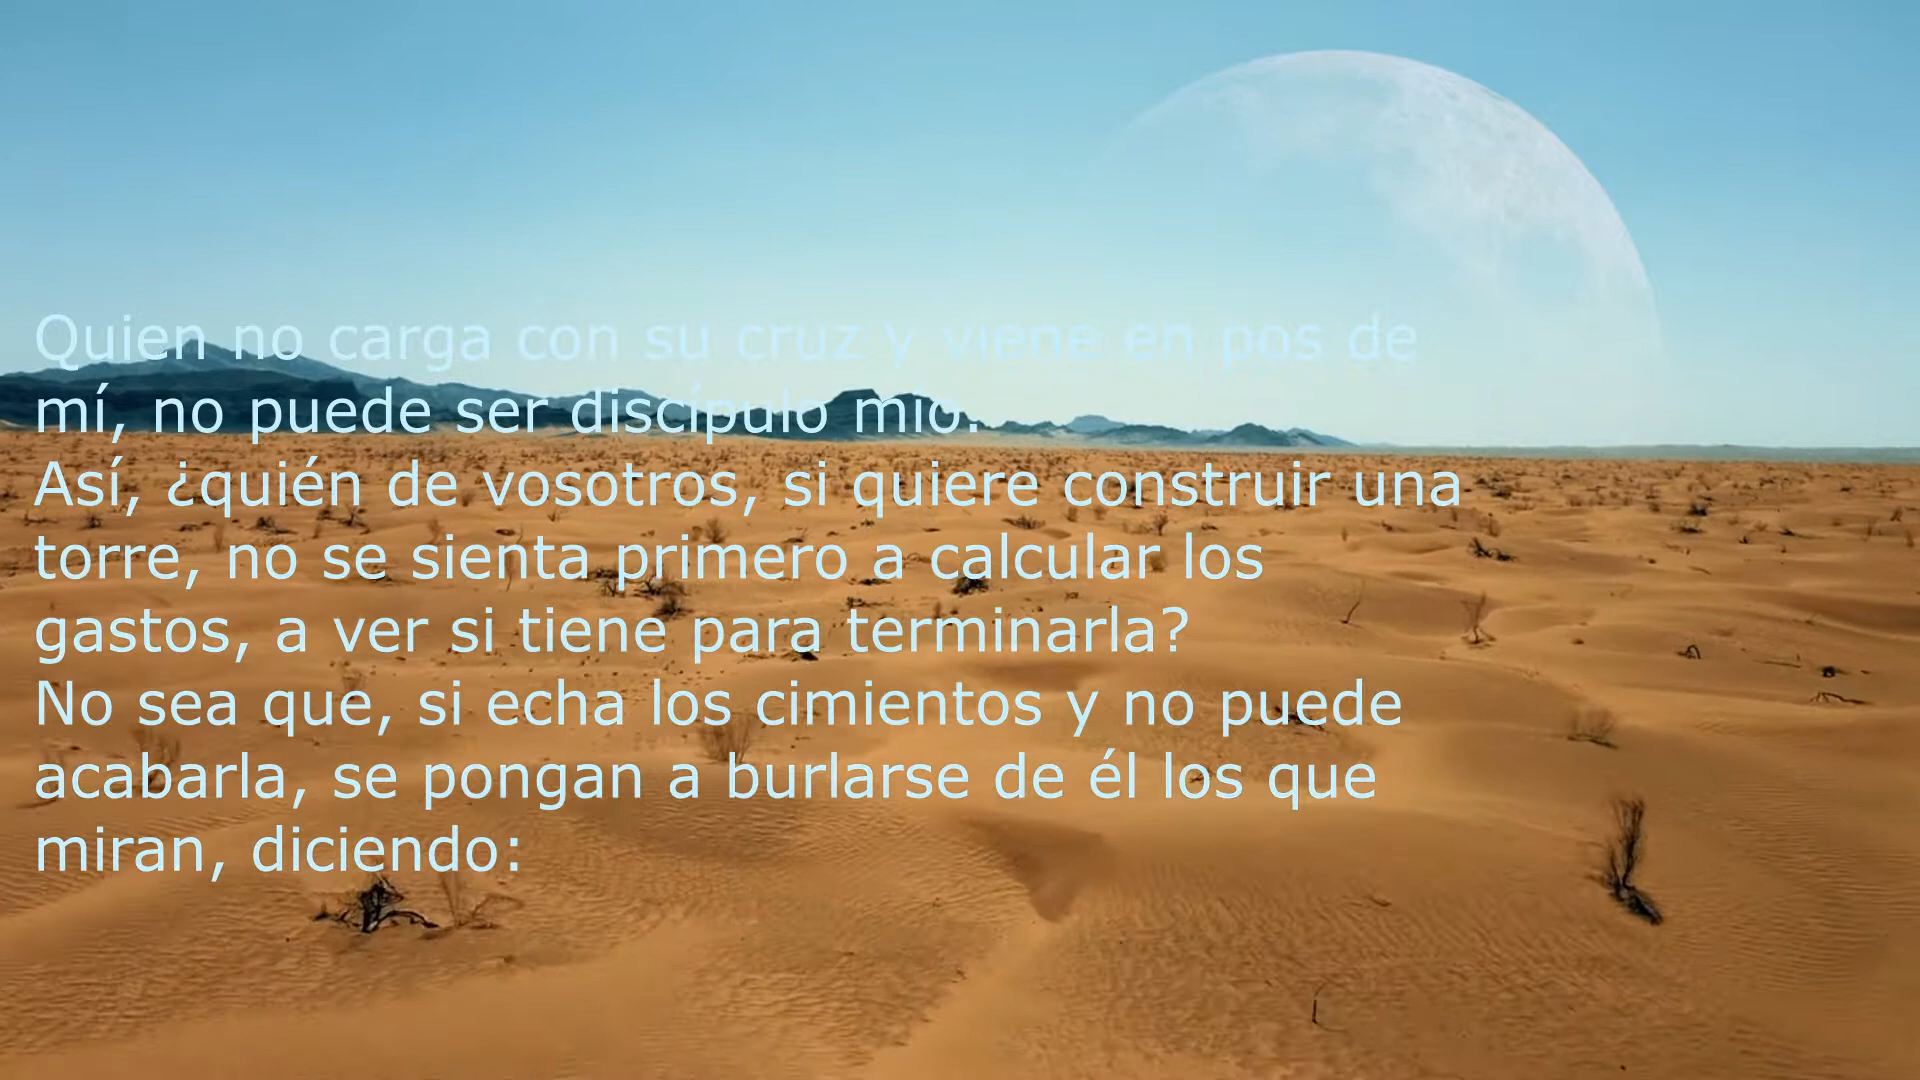 Quien no carga con su cruz y viene en pos de
mí, no puede ser discípulo mío.
Así, ¿quién de vosotros, si quiere construir una
torre, no se sienta primero a calcular los
gastos, a ver si tiene para terminarla?
No sea que, si echa los cimientos y no puede
acabarla, se pongan a burlarse de él los que
miran, diciendo: